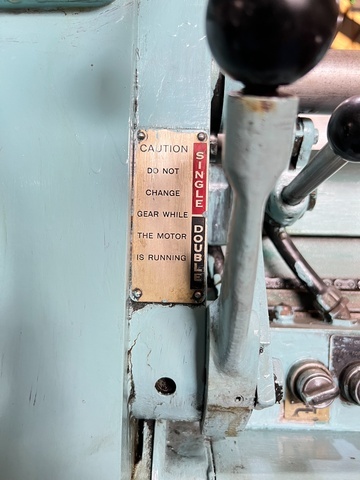 CAUTION
DO NOT
CHANGE
GEAR WHILE
THE MOTOR
IS RUNNING
SINGLE
DOUBLE